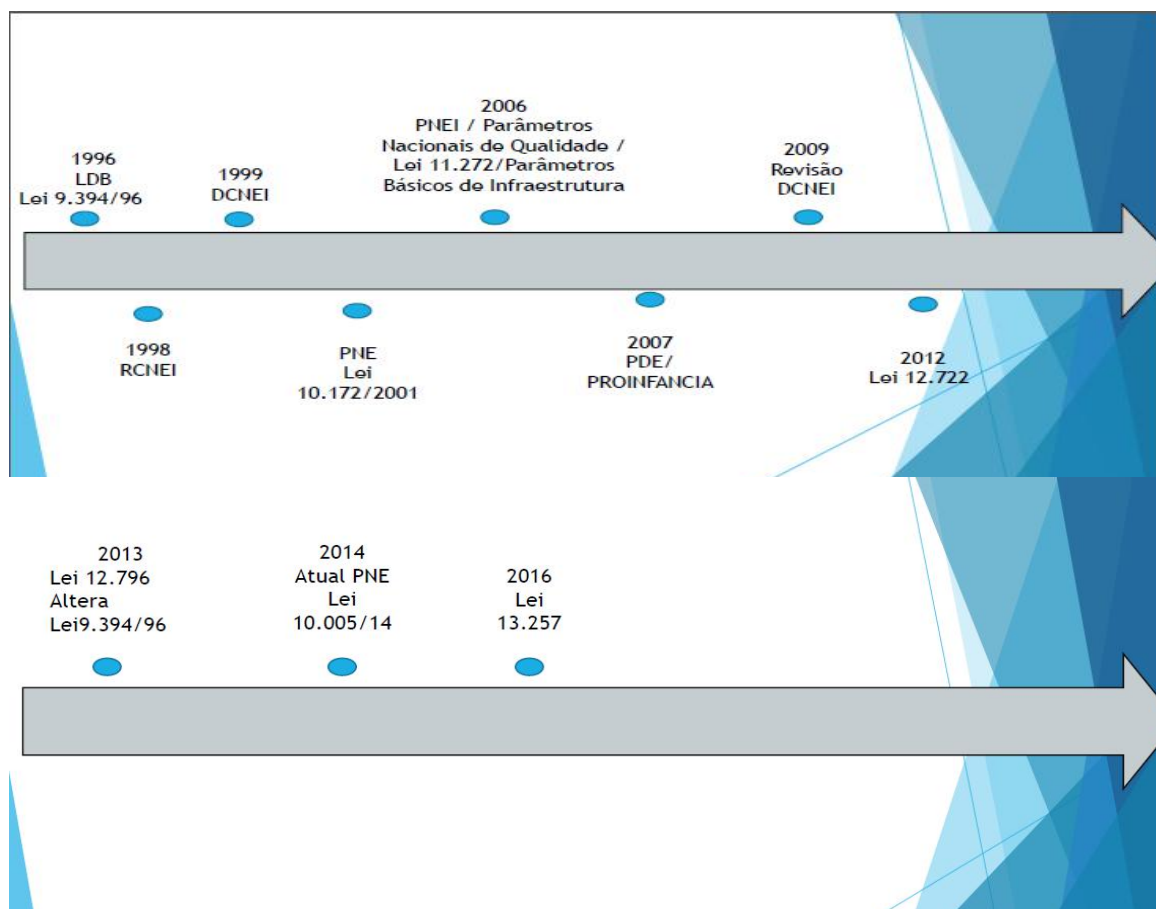 1996
LDB
Lei 9.394/96
1999
DCNEI
2006
PNEI / Parâmetros
Nacionais de Qualidade /
Lei 11.272/Parâmetros
Básicos de Infraestrutura
2009
Revisão
DCNEI
1998
RCNEI
PNE
Lei
10.172/2001
2007
PDE/
PROINFANCIA
2012
Lei 12.722
2013
Lei 12.796
Altera
Lei9.394/96
2014
Atual PNE
Lei
10.005/14
2016
Lei
13.257